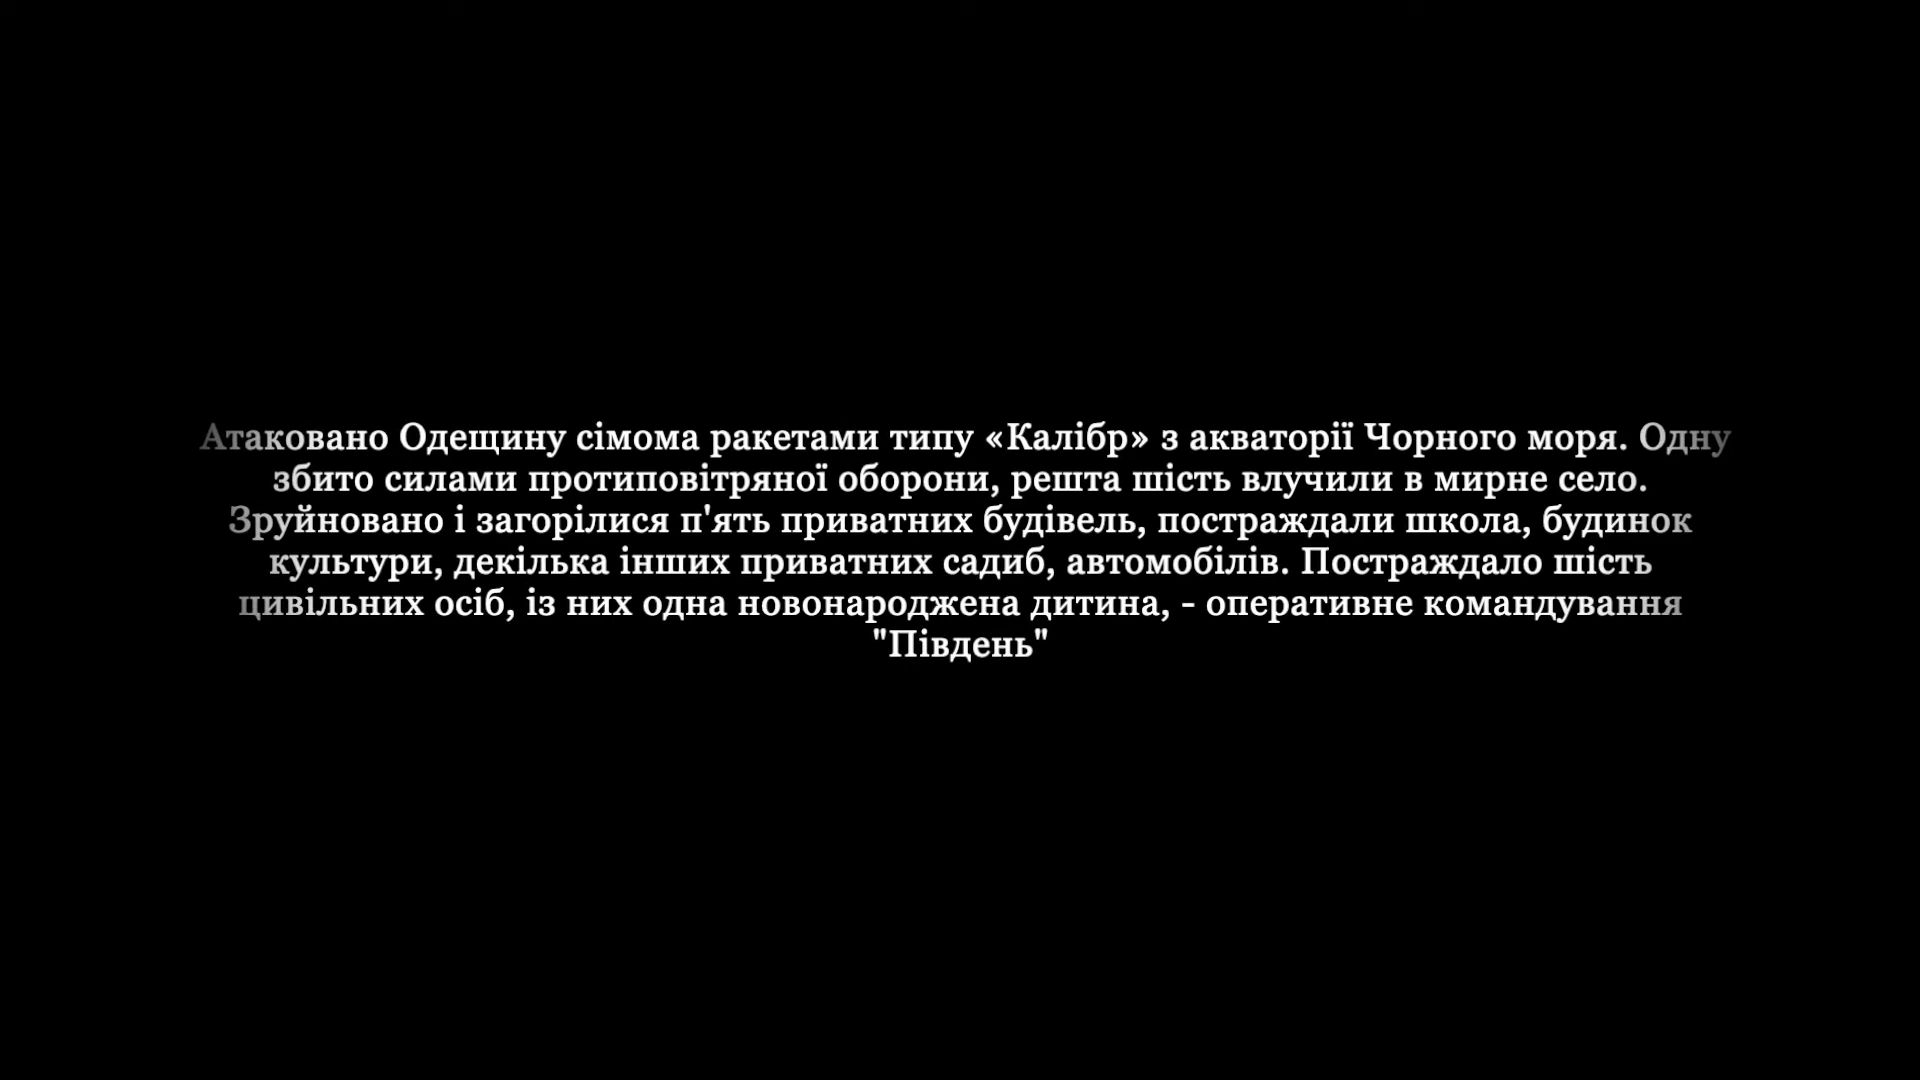 Атаковано Одещину сімома ракетами типу «Калібр» з акваторії Чорного моря. Одну
збито силами протиповітряної оборони, решта шість влучили в мирне село.
Зруйновано і загорілися п'ять приватних будівель, постраждали школа, будинок
культури, декілька інших приватних садиб, автомобілів. Постраждало шість
цивільних осіб, із них одна новонароджена дитина, - оперативне командування
"Південь"